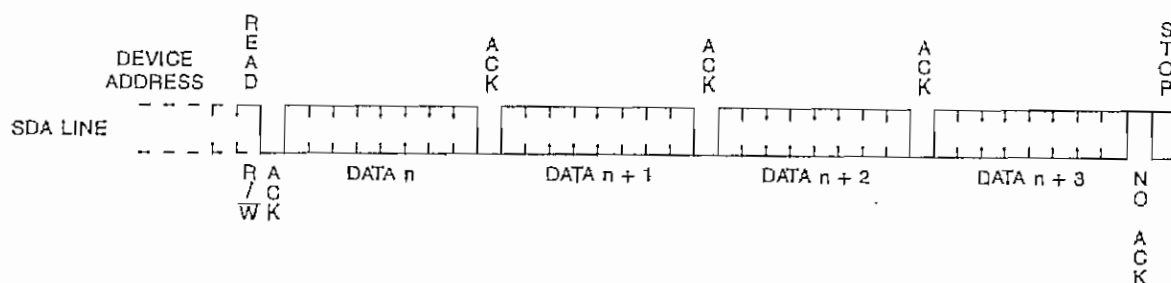 DEVICE
ADDRESS
READ
ACK
ACK
ACK
STOP
SDA LINE
R/W
ACK
DATA n
DATA n + 1
DATA n + 2
DATA n + 3
NO ACK